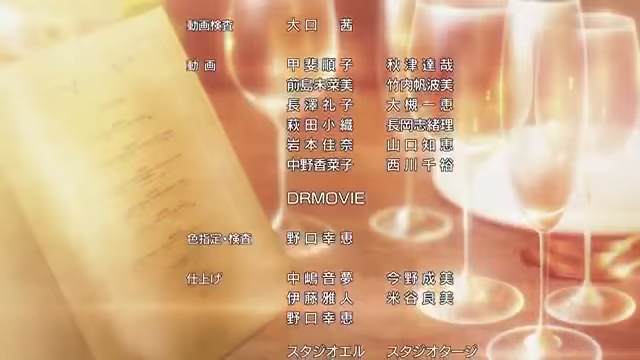 動画検査 大口 茜
動画 甲斐順子 秋津達哉
前島未菜美 竹内帆波美
長澤礼子 大槻一恵
萩田小織 長岡志緒理
岩本佳奈 山口知恵
中野香菜子 西川千裕
DRMOVIE
色指定・検査 野口幸恵
仕上げ 中嶋音夢 今野成美
伊藤雅人 米谷良美
野口幸恵
スタジオエル スタジオタージ